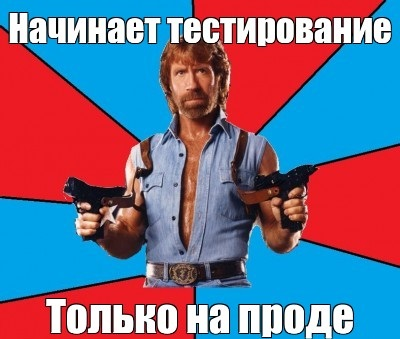 Начинает тестирование
Только на проде